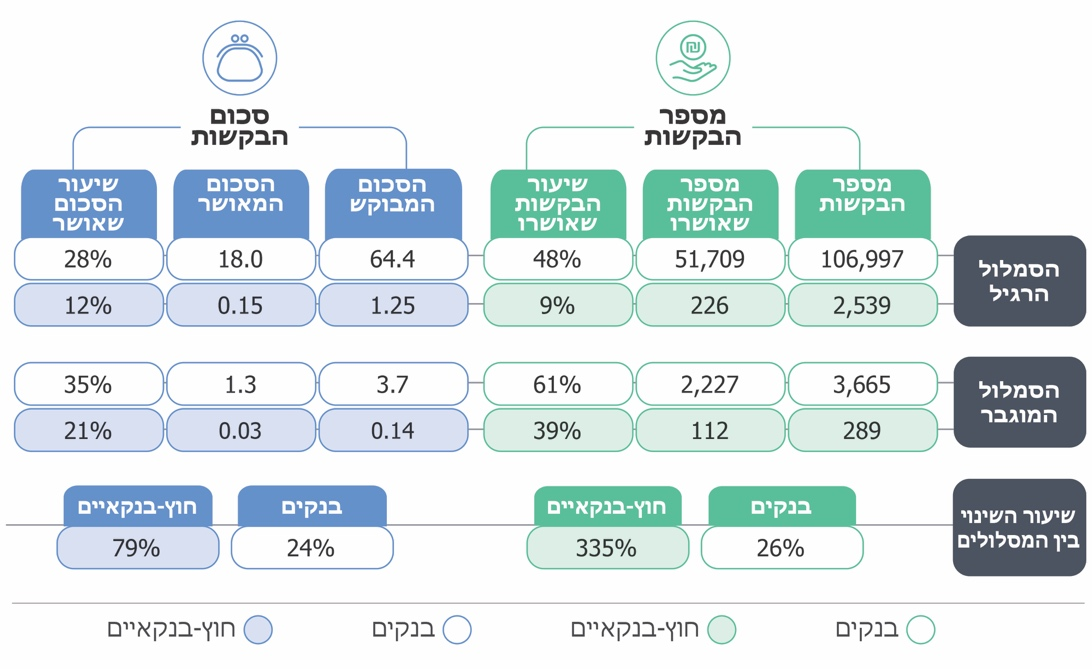 מספר
הבקשות
סכום
הבקשות
מספר
הבקשות
מספר
הבקשות
שאושרו
שיעור
הבקשות
שאושרו
הסכום
המבוקש
הסכום
המאושר
שיעור
הסכום
שאושר
הסמלול
הרגיל
106,997 51,709 48% 64.4 18.0 28%
2,539 226 9% 1.25 0.15 12%
הסמלול
המוגבר
3,665 2,227 61% 3.7 1.3 35%
289 112 39% 0.14 0.03 21%
שיעור השינוי
בין המסלולים
בנקים חוץ-בנקאיים בנקים חוץ-בנקאיים
26% 335% 24% 79%
בנקים חוץ-בנקאיים בנקים חוץ-בנקאיים